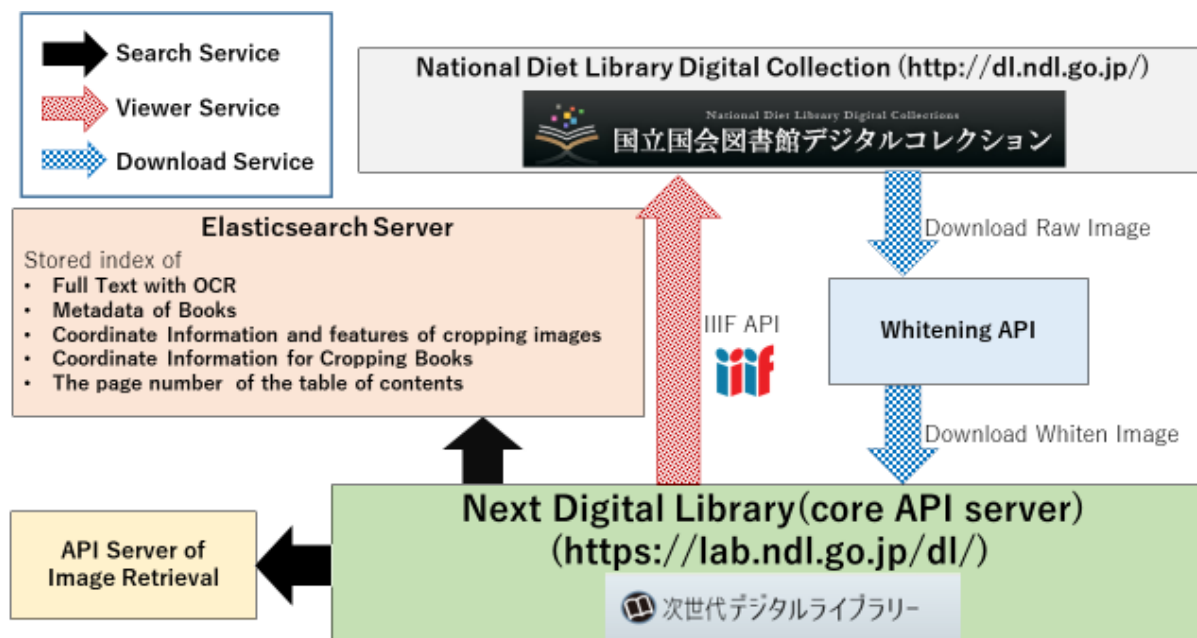 Search Service
Viewer Service
Download Service
National Diet Library Digital Collection (http://dl.ndl.go.jp/)
National Diet Library Digital Collections
国立国会図書館デジタルコレクション
Elasticsearch Server
Stored index of
• Full Text with OCR
• Metadata of Books
• Coordinate Information and features of cropping images
• Coordinate Information for Cropping Books
• The page number of the table of contents
IIIF API
iiif
Download Raw Image
Whitening API
Download Whiten Image
API Server of
Image Retrieval
Next Digital Library(core API server)
(https://lab.ndl.go.jp/dl/)
次世代デジタルライブラリー